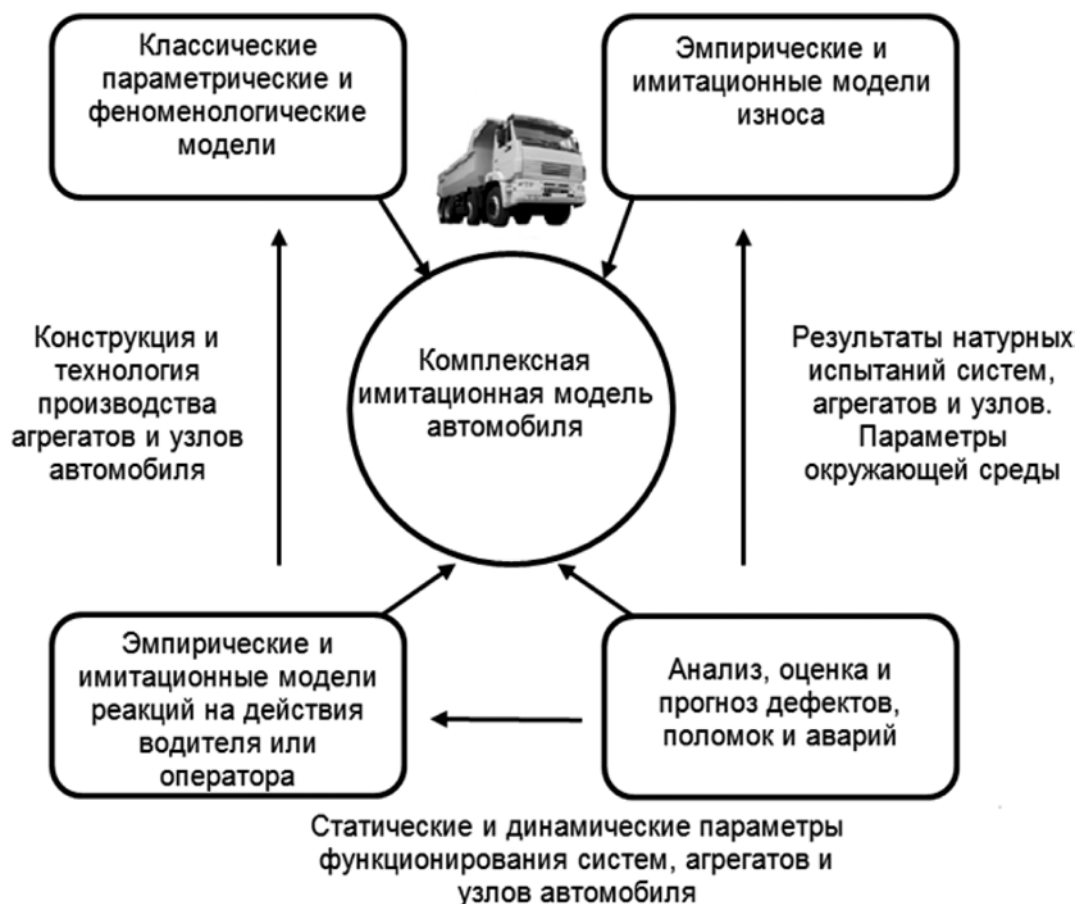 Классические
параметрические и
феноменологические
модели
Эмпирические и
имитационные модели
износа
Конструкция и
технология
производства
агрегатов и узлов
автомобиля
Комплексная
имитационная модель
автомобиля
Результаты натурных
испытаний систем,
агрегатов и узлов.
Параметры
окружающей среды
Эмпирические и
имитационные модели
реакций на действия
водителя или
оператора
Анализ, оценка и
прогноз дефектов,
поломок и аварий
Статические и динамические параметры
функционирования систем, агрегатов и
узлов автомобиля